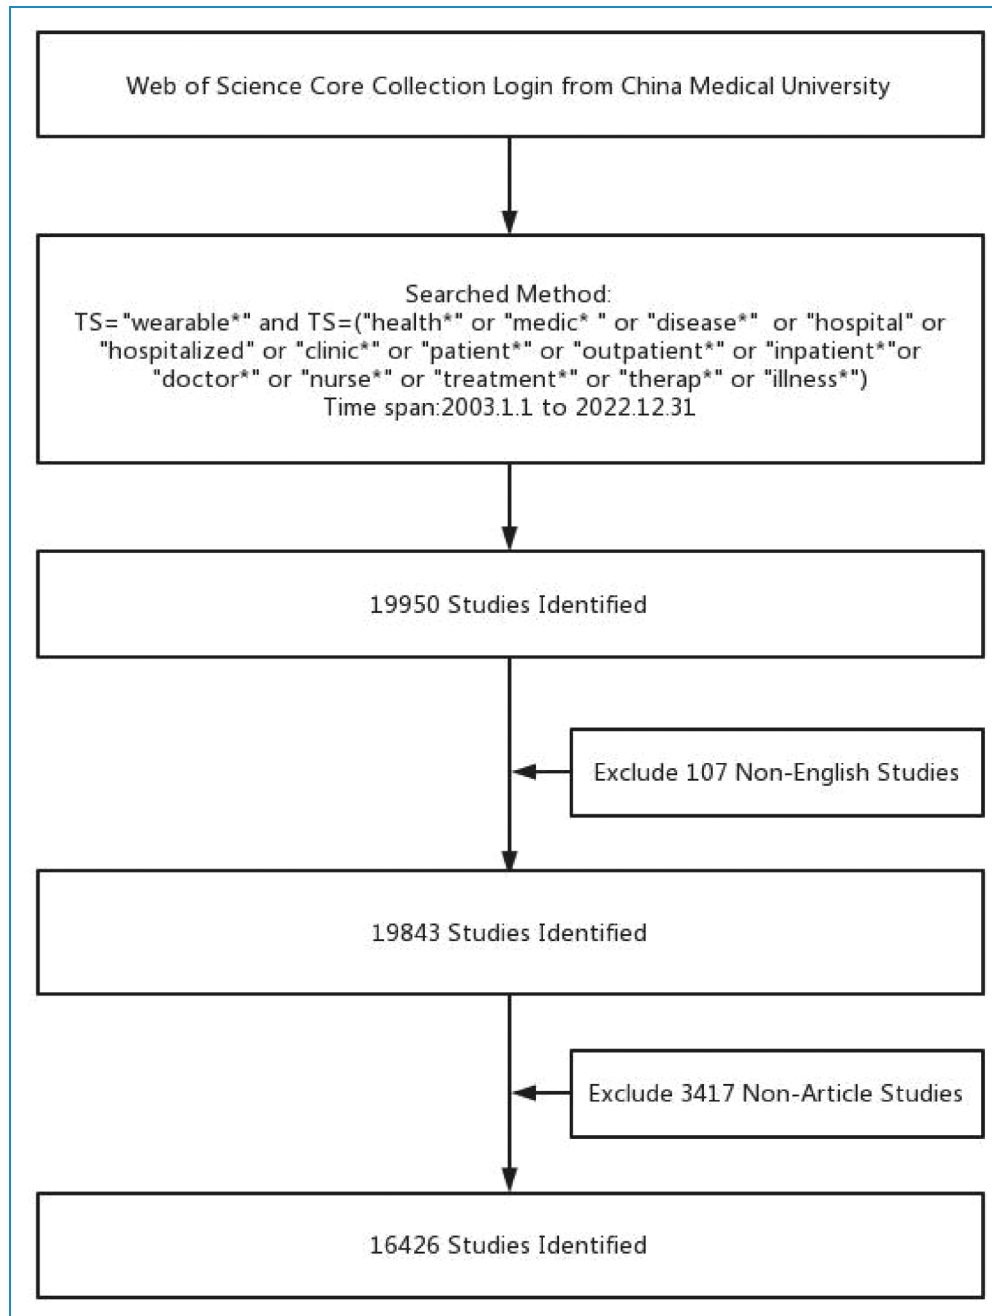 Web of Science Core Collection Login from China Medical University
Searched Method:
TS="wearable*" and TS=("health*" or "medic* " or "disease*"  or "hospital" or
"hospitalized" or "clinic*" or "patient*" or "outpatient*" or "inpatient*"or
"doctor*" or "nurse*" or "treatment*" or "therap*" or "illness*")
Time span:2003.1.1 to 2022.12.31
19950 Studies Identified
Exclude 107 Non-English Studies
19843 Studies Identified
Exclude 3417 Non-Article Studies
16426 Studies Identified